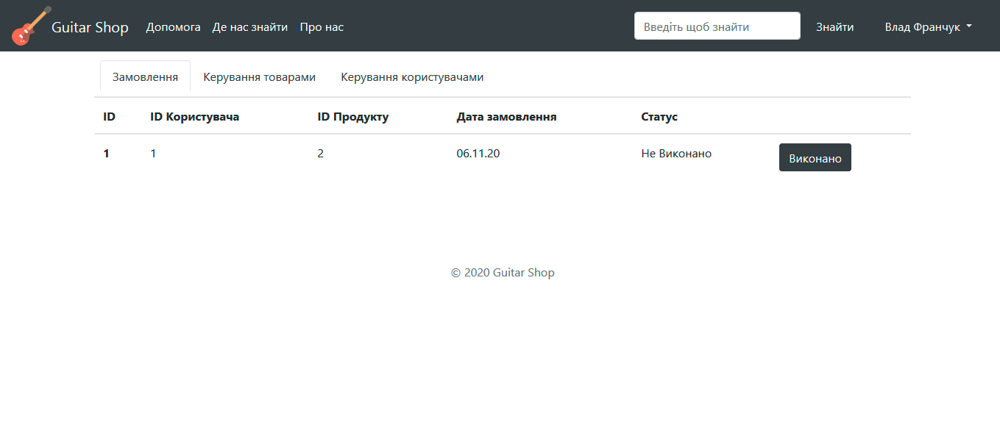 Guitar Shop Допомога Де нас знайти Про нас Введіть щоб знайти Знайти Влад Франчук
Замовлення Керування товарами Керування користувачами
ID ID Користувача ID Продукту Дата замовлення Статус
1 1 2 06.11.20 Не Виконано Виконано
© 2020 Guitar Shop